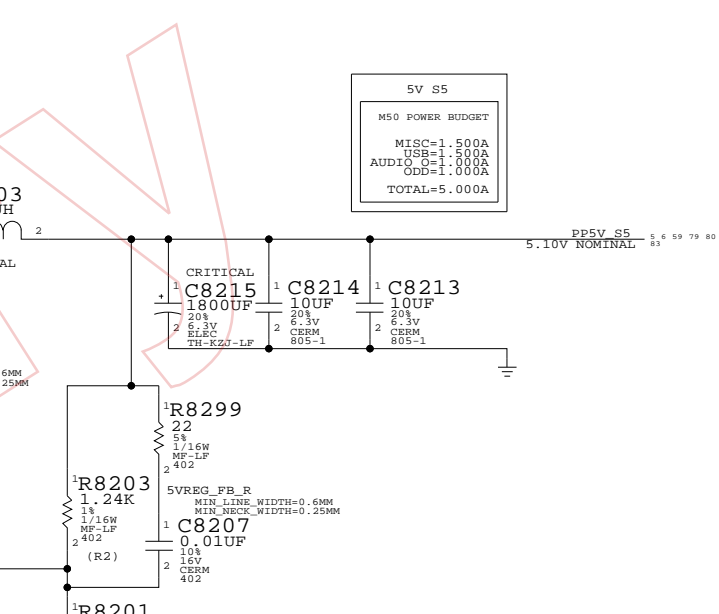 5V S5
M50 POWER BUDGET
MISC=1.500A
USB=1.500A
AUDIO_O=1.000A
ODD=1.000A
TOTAL=5.000A
03
UH
2
AL
PP5V_S5
5.10V NOMINAL
5 6 59 79 80
83
CRITICAL
1
C8215
1800UF
20%
2
6.3V
ELEC
TH-KZJ-LF
1
C8214
10UF
20%
2
6.3V
CERM
805-1
1
C8213
10UF
20%
2
6.3V
CERM
805-1
6MM
25MM
1
R8299
22
5%
1/16W
MF-LF
2
402
1
R8203
1.24K
1%
1/16W
MF-LF
2
402
(R2)
5VREG_FB_R
MIN_LINE_WIDTH=0.6MM
MIN_NECK_WIDTH=0.25MM
1
C8207
0.01UF
10%
2
16V
CERM
402
1
R8201